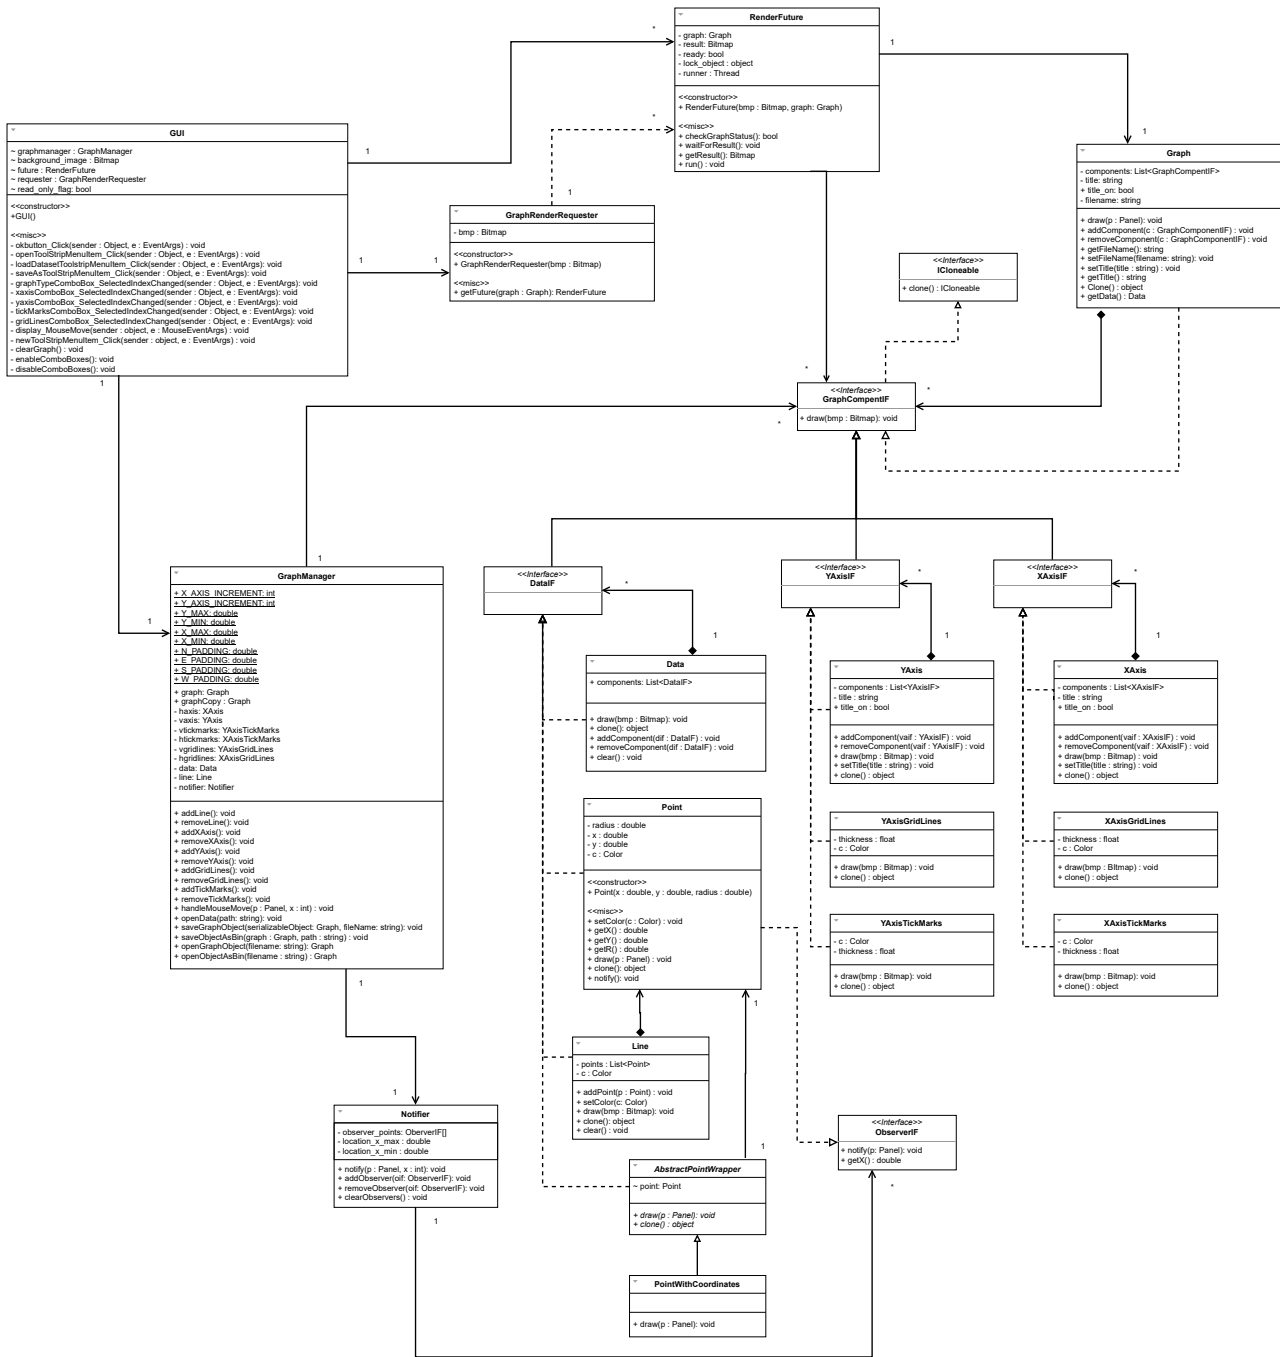 RenderFuture
- graph: Graph
- result: Bitmap
- ready: bool
- lock_object: object
- runner : Thread
<<constructor>>
+ RenderFuture(bmp : Bitmap, graph: Graph)
<<misc>>
+ checkGraphStatus(): bool
+ waitForResult(): void
+ getResult(): Bitmap
+ run() : void
*
1
*
1
1
GUI
~ graphmanager : GraphManager
~ background_image : Bitmap
~ future : RenderFuture
~ requester : GraphRenderRequester
~ read_only_flag: bool
<<constructor>>
+GUI()
<<misc>>
- okbutton_Click(sender : Object, e : EventArgs) : void
- openToolStripMenuItem_Click(sender : Object, e : EventArgs): void
- loadDatasetToolstripMenuItem_Click(sender : Object, e : EventArgs): void
- saveAsToolStripMenuItem_Click(sender : Object, e : EventArgs): void
- graphTypeComboBox_SelectedIndexChanged(sender : Object, e : EventArgs): void
- xaxisComboBox_SelectedIndexChanged(sender : Object, e : EventArgs): void
- yaxisComboBox_SelectedIndexChanged(sender : Object, e : EventArgs): void
- tickMarksComboBox_SelectedIndexChanged(sender : Object, e : EventArgs): void
- gridLinesComboBox_SelectedIndexChanged(sender : Object, e : EventArgs): void
- display_MouseMove(sender : object, e : MouseEventArgs) : void
- newToolStripMenuItem_Click(sender : object, e : EventArgs) : void
- clearGraph() : void
- enableComboBoxes(): void
- disableComboBoxes(): void
1
1
1
1
GraphRenderRequester
- bmp : Bitmap
<<constructor>>
+ GraphRenderRequester(bmp : Bitmap)
<<misc>>
+ getFuture(graph : Graph): RenderFuture
Graph
- components: List<GraphCompentIF>
- title: string
+ title_on: bool
- filename: string
+ draw(p : Panel): void
+ addComponent(c : GraphCompentIF) : void
+ removeComponent(c : GraphCompentIF) : void
+ getFileName(): string
+ setFileName(filename: string): void
+ setTitle(title : string) : void
+ getTitle() : string
+ Clone() : object
+ getData() : Data
<<Interface>>
ICloneable
+ clone() : ICloneable
*
*
*
<<Interface>>
GraphCompentIF
+ draw(bmp : Bitmap): void
1
1
GraphManager
+ X_AXIS_INCREMENT: int
+ Y_AXIS_INCREMENT: int
+ Y_MAX: double
+ Y_MIN: double
+ X_MAX: double
+ X_MIN: double
+ N_PADDING: double
+ E_PADDING: double
+ S_PADDING: double
+ W_PADDING: double
+ graph: Graph
+ graphCopy : Graph
- haxis: XAxis
- vaxis: YAxis
- vtickmarks: YAxisTickMarks
- htickmarks: XAxisTickMarks
- vgridlines: YAxisGridLines
- hgridlines: XAxisGridLines
- data: Data
- line: Line
- notifier: Notifier
+ addLine(): void
+ removeLine(): void
+ addXAxis(): void
+ removeXAxis(): void
+ addYAxis(): void
+ removeYAxis(): void
+ addGridLines(): void
+ removeGridLines(): void
+ addTickMarks(): void
+ removeTickMarks(): void
+ handleMouseMove(p : Panel, x : int) : void
+ openData(path: string): void
+ saveGraphObject(serializableObject: Graph, fileName: string): void
+ saveObjectAsBin(graph : Graph, path : string) : void
+ openGraphObject(filename: string): Graph
+ openObjectAsBin(filename : string) : Graph
1
1
<<Interface>>
DataIF
*
1
<<Interface>>
YAxisIF
*
1
<<Interface>>
XAxisIF
*
1
Data
+ components: List<DataIF>
+ draw(bmp : Bitmap): void
+ clone(): object
+ addComponent(dif : DataIF): void
+ removeComponent(dif : DataIF): void
+ clear() : void
YAxis
- components : List<YAxisIF>
- title : string
+ title_on : bool
+ addComponent(vaif : YAxisIF) : void
+ removeComponent(vaif : YAxisIF) : void
+ draw(bmp : Bitmap) : void
+ setTitle(title : string) : void
+ clone() : object
XAxis
- components : List<XAxisIF>
- title : string
+ title_on : bool
+ addComponent(vaif : XAxisIF) : void
+ removeComponent(vaif : XAxisIF) : void
+ draw(bmp : Bitmap) : void
+ setTitle(title : string) : void
+ clone() : object
Point
- radius : double
- x : double
- y : double
- c : Color
<<constructor>>
+ Point(x : double, y : double, radius : double)
<<misc>>
+ setColor(c : Color) : void
+ getX() : double
+ getY() : double
+ getR() : double
+ draw(p : Panel) : void
+ clone() : object
+ notify() : void
YAxisGridLines
- thickness : float
- c : Color
+ draw(bmp : Bitmap) : void
+ clone() : object
XAxisGridLines
- thickness : float
- c : Color
+ draw(bmp : BItmap) : void
+ clone() : object
YAxisTickMarks
- c : Color
- thickness : float
+ draw(bmp : Bitmap) : void
+ clone() : object
XAxisTickMarks
- c : Color
- thickness : float
+ draw(bmp : Bitmap) : void
+ clone() : object
1
Line
- points : List<Point>
- c : Color
+ addPoint(p : Point) : void
+ setColor(c: Color)
+ draw(bmp : Bitmap): void
+ clone(): object
+ clear() : void
1
Notifier
- observer_points: OberverIF[]
- location_x_max : double
- location_x_min : double
+ notify(p : Panel, x : int): void
+ addObserver(oif: ObserverIF): void
+ removeObserver(oif: ObserverIF): void
+ clearObservers() : void
1
AbstractPointWrapper
~ point: Point
+ draw(p : Panel): void
+ clone() : object
<<Interface>>
ObserverIF
+ notify(p: Panel): void
+ getX() : double
*
PointWithCoordinates
+ draw(p : Panel): void